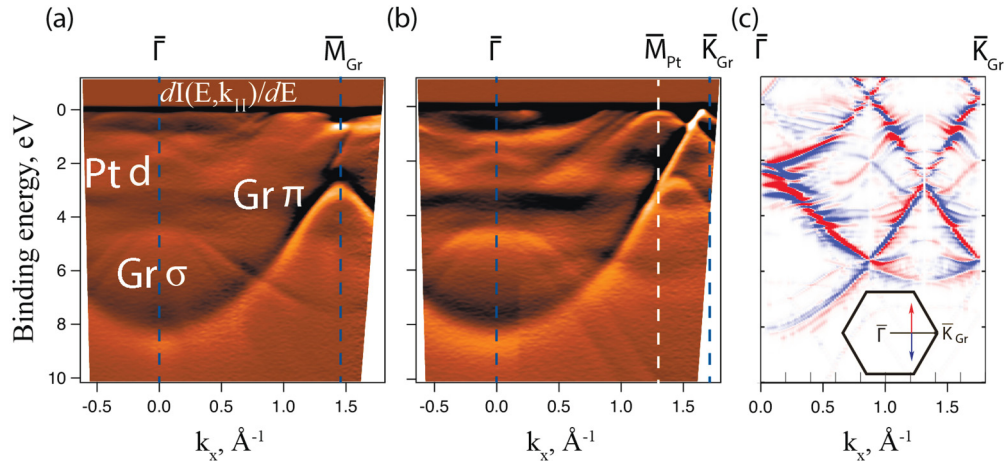 (a)
Γ̄
M̄Gr
dI(E,k||)/dE
Pt d
Gr π
Gr σ
Binding energy, eV
0
2
4
6
8
10
-0.5
0.0
0.5
1.0
1.5
kx, Å-1
(b)
Γ̄
M̄Pt
K̄Gr
-0.5
0.0
0.5
1.0
1.5
kx, Å-1
(c)
Γ̄
K̄Gr
Γ̄
K̄Gr
0.0
0.5
1.0
1.5
kx, Å-1